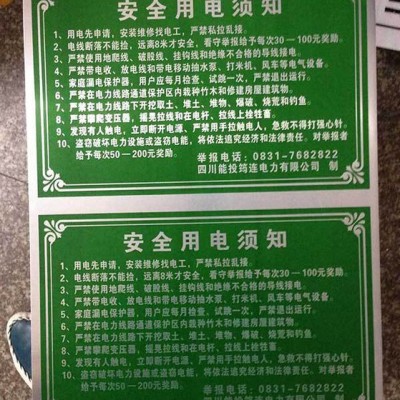 安全用电须知
1、用电先申请，安装维修找电工，严禁私拉乱接。
2、电线断落不能捡，远离8米才安全，看守举报给予每次30—100元奖励。
3、严禁使用地爬线、破股线、挂钩线和绝缘不合格的导线接电。
4、严禁带电收、放电线和带电移动抽水泵、打米机、风车等电气设备。
5、家庭漏电保护器，用户应每月检查、试跳一次，严禁退出运行。
6、严禁在电力线路通道保护区内栽种竹木和修建房屋建筑物。
7、严禁在电力线路下开挖取土、堆土、堆物、爆破、烧荒和钓鱼。
8、严禁攀爬变压器、摇晃拉线和在电杆、拉线上栓牲畜。
9、发现有人触电，立即断开电源、严禁用手拉触电人，急救不得打强心针。
10、盗窃破坏电力设施或盗窃电能，将依法追究经济和法律责任。对举报者
给予每次50—200元奖励。
举报电话：0831-7682822
四川能投筠连电力有限公司 制
安全用电须知
1、用电先申请，安装维修找电工，严禁私拉乱接。
2、电线断落不能捡，远离8米才安全，看守举报给予每次30—100元奖励。
3、严禁使用地爬线、破股线、挂钩线和绝缘不合格的导线接电。
4、严禁带电收、放电线和带电移动抽水泵、打米机、风车等电气设备。
5、家庭漏电保护器，用户应每月检查、试跳一次，严禁退出运行。
6、严禁在电力线路通道保护区内栽种竹木和修建房屋建筑物。
7、严禁在电力线路下开挖取土、堆土、堆物、爆破、烧荒和钓鱼。
8、严禁攀爬变压器、摇晃拉线和在电杆、拉线上栓牲畜。
9、发现有人触电，立即断开电源、严禁用手拉触电人，急救不得打强心针。
10、盗窃破坏电力设施或盗窃电能，将依法追究经济和法律责任。对举报者
给予每次50—200元奖励。
举报电话：0831-7682822
四川能投筠连电力有限公司 制